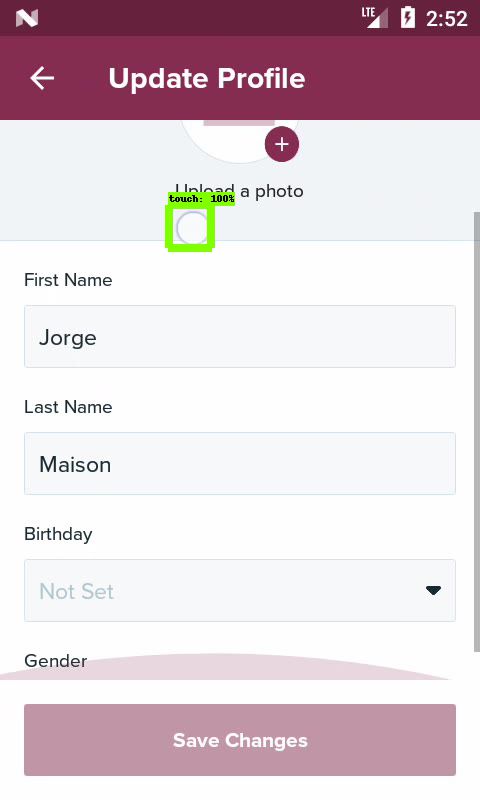 LTE 2:52
Update Profile
Upload a photo
touch: 100%
First Name
Jorge
Last Name
Maison
Birthday
Not Set
Gender
Save Changes